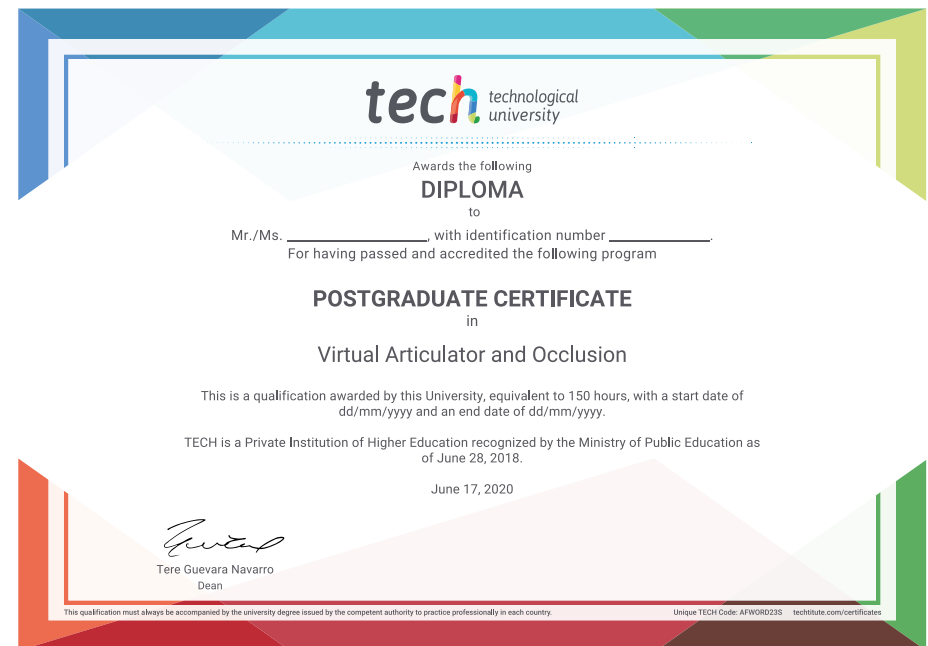 tech technological
university
Awards the following
DIPLOMA
to
Mr./Ms. ____________________, with identification number ______________.
For having passed and accredited the following program
POSTGRADUATE CERTIFICATE
in
Virtual Articulator and Occlusion
This is a qualification awarded by this University, equivalent to 150 hours, with a start date of
dd/mm/yyyy and an end date of dd/mm/yyyy.
TECH is a Private Institution of Higher Education recognized by the Ministry of Public Education as
of June 28, 2018.
June 17, 2020
Tere Guevara Navarro
Dean
This qualification must always be accompanied by the university degree issued by the competent authority to practice professionally in each country. Unique TECH Code: AFWORD23S techtitute.com/certificates